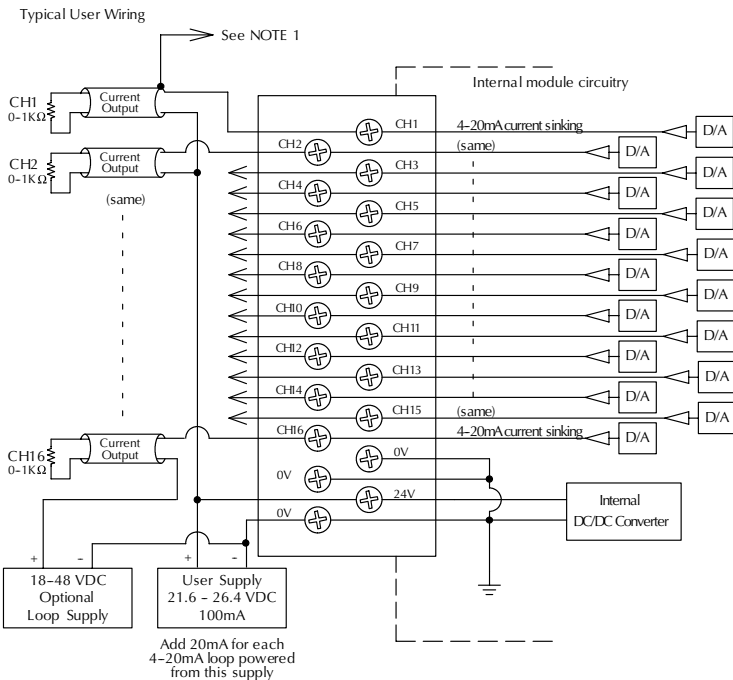 Typical User Wiring
See NOTE 1
Internal module circuitry
CH1
0–1KΩ
Current
Output
CH1
4–20mA current sinking
D/A
CH2
0–1KΩ
Current
Output
CH2
(same)
D/A
(same)
CH3
D/A
CH4
D/A
CH5
D/A
CH6
D/A
CH7
D/A
CH8
D/A
CH9
D/A
CH10
D/A
CH11
D/A
CH12
D/A
CH13
D/A
CH14
D/A
CH15
(same)
D/A
CH16
0–1KΩ
Current
Output
CH16
4–20mA current sinking
D/A
0V
0V
24V
0V
Internal
DC/DC Converter
+
-
18–48 VDC
Optional
Loop Supply
+
-
User Supply
21.6 – 26.4 VDC
100mA
Add 20mA for each
4–20mA loop powered
from this supply